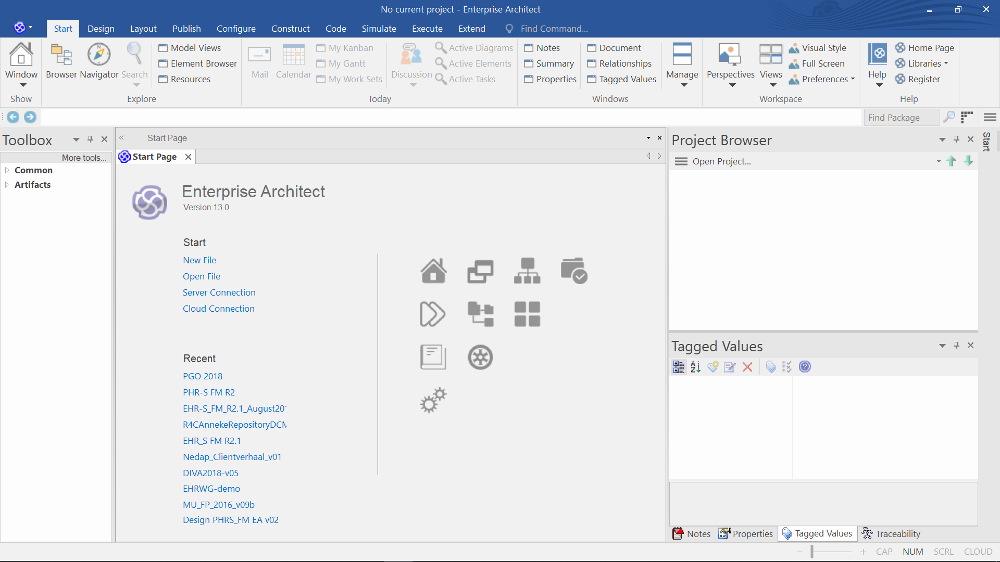 No current project - Enterprise Architect
Start Design Layout Publish Configure Construct Code Simulate Execute Extend Find Command...
Window
Show
Browser Navigator Search
Model Views
Element Browser
Resources
Explore
Mail Calendar
My Kanban
My Gantt
My Work Sets
Discussion
Active Diagrams
Active Elements
Active Tasks
Today
Notes
Summary
Properties
Document
Relationships
Tagged Values
Windows
Manage
Perspectives Views
Visual Style
Full Screen
Preferences
Workspace
Help
Home Page
Libraries
Register
Help
Find Package
Toolbox
More tools...
Common
Artifacts
Start Page
Start Page
Enterprise Architect
Version 13.0
Start
New File
Open File
Server Connection
Cloud Connection
Recent
PGO 2018
PHR-S FM R2
EHR-S_FM_R2.1_August201
R4CAnnekeRepositoryDCM
EHR_S FM R2.1
Nedap_Clientverhaal_v01
DIVA2018-v05
EHRWG-demo
MU_FP_2016_v09b
Design PHRS_FM EA v02
Project Browser
Open Project...
Start
Tagged Values
Notes Properties Tagged Values Traceability
CAP NUM SCRL CLOUD